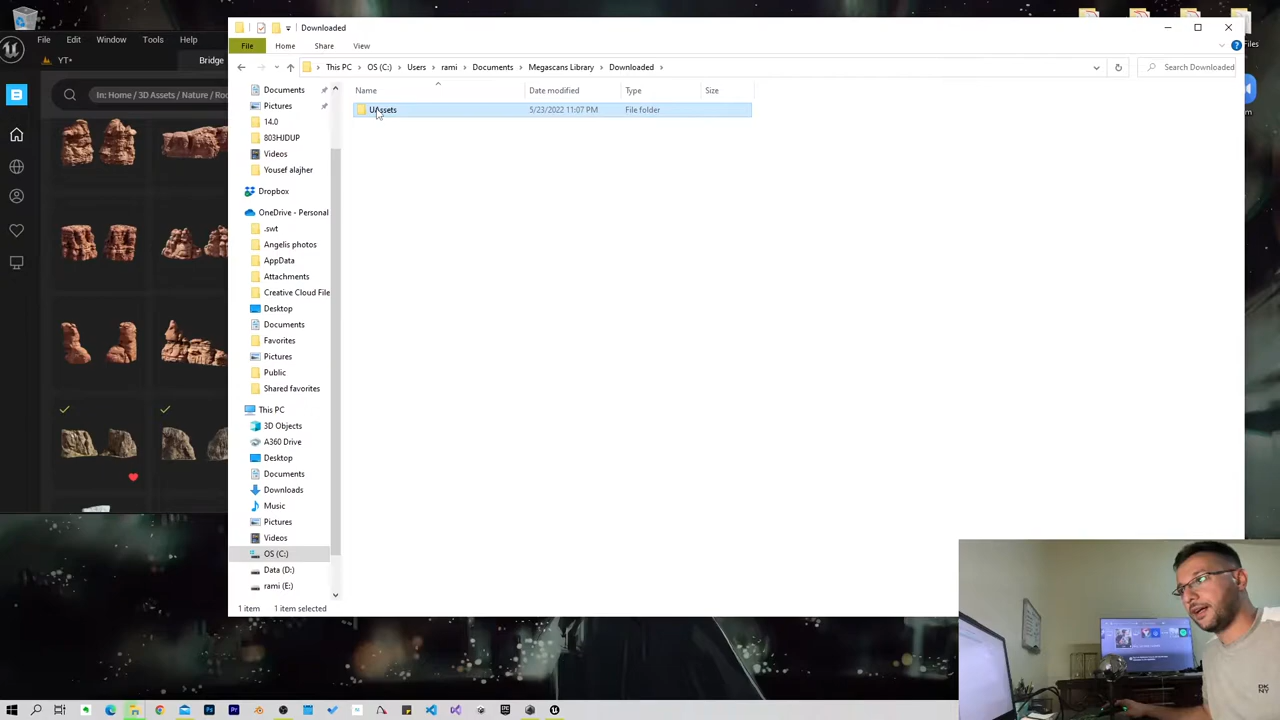 Downloaded
File Edit Window Tools
File Home Share View
Bridge
This PC OS (C:) Users rami Documents Megascans Library Downloaded
Search Downloaded
In: Home / 3D Assets /
Name Date modified Type Size
UAssets 5/23/2022 11:07 PM File folder
Documents
Pictures
14.0
803HJDUP
Videos
Yousef alajher
Dropbox
OneDrive - Personal
.swt
Angelis photos
AppData
Attachments
Creative Cloud File
Desktop
Documents
Favorites
Pictures
Public
Shared favorites
This PC
3D Objects
A360 Drive
Desktop
Documents
Downloads
Music
Pictures
Videos
OS (C:)
Data (D:)
rami (E:)
1 item 1 item selected
Files
DK
NY